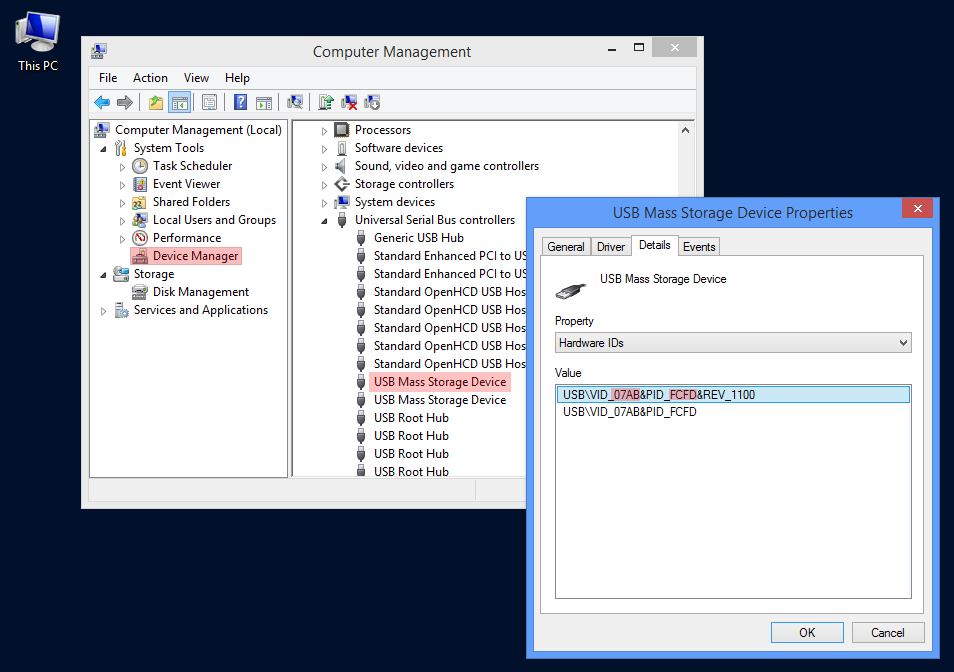 This PC
Computer Management
File Action View Help
Computer Management (Local)
System Tools
Task Scheduler
Event Viewer
Shared Folders
Local Users and Groups
Performance
Device Manager
Storage
Disk Management
Services and Applications
Processors
Software devices
Sound, video and game controllers
Storage controllers
System devices
Universal Serial Bus controllers
Generic USB Hub
Standard Enhanced PCI to US
Standard Enhanced PCI to US
Standard OpenHCD USB Hos
Standard OpenHCD USB Hos
Standard OpenHCD USB Hos
Standard OpenHCD USB Hos
Standard OpenHCD USB Hos
USB Mass Storage Device
USB Mass Storage Device
USB Root Hub
USB Root Hub
USB Root Hub
USB Root Hub
USB Mass Storage Device Properties
General Driver Details Events
USB Mass Storage Device
Property
Hardware IDs
Value
USB\VID_07AB&PID_FCFD&REV_1100
USB\VID_07AB&PID_FCFD
OK Cancel